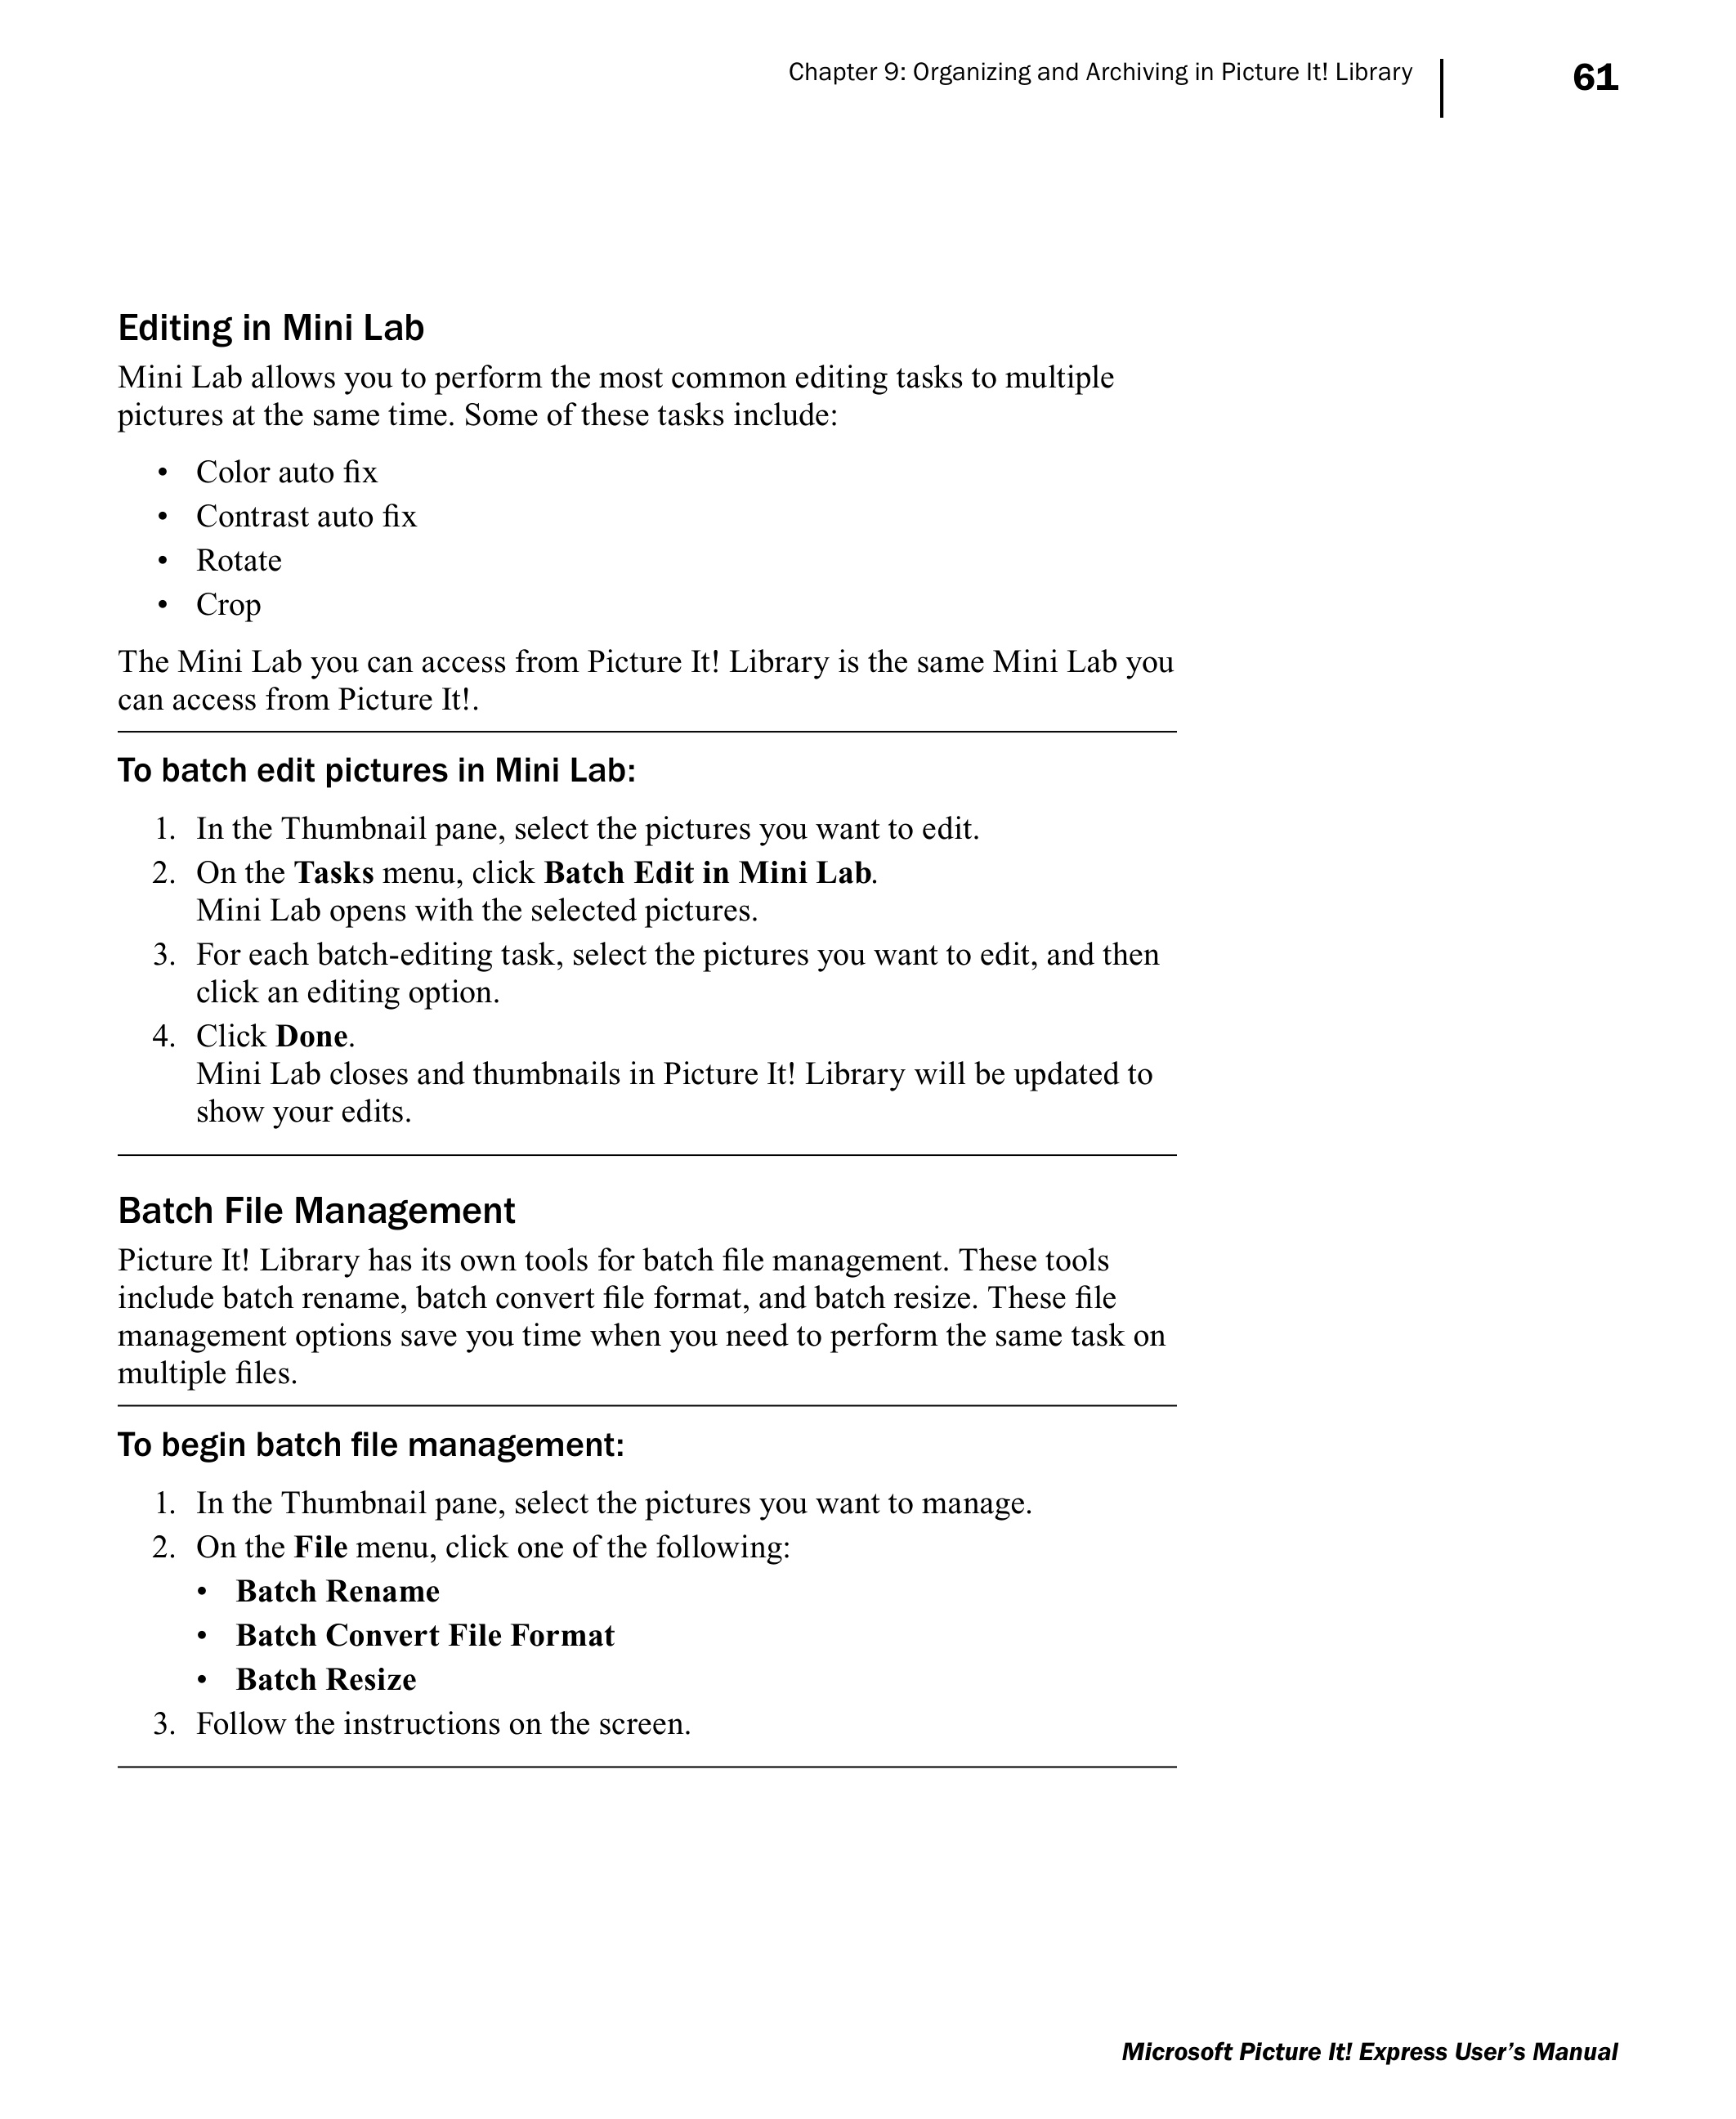 Chapter 9: Organizing and Archiving in Picture It! Library 61
Editing in Mini Lab
Mini Lab allows you to perform the most common editing tasks to multiple
pictures at the same time. Some of these tasks include:
• Color auto fix
• Contrast auto fix
• Rotate
• Crop
The Mini Lab you can access from Picture It! Library is the same Mini Lab you
can access from Picture It!.
To batch edit pictures in Mini Lab:
1. In the Thumbnail pane, select the pictures you want to edit.
2. On the Tasks menu, click Batch Edit in Mini Lab.
Mini Lab opens with the selected pictures.
3. For each batch-editing task, select the pictures you want to edit, and then
click an editing option.
4. Click Done.
Mini Lab closes and thumbnails in Picture It! Library will be updated to
show your edits.
Batch File Management
Picture It! Library has its own tools for batch file management. These tools
include batch rename, batch convert file format, and batch resize. These file
management options save you time when you need to perform the same task on
multiple files.
To begin batch file management:
1. In the Thumbnail pane, select the pictures you want to manage.
2. On the File menu, click one of the following:
• Batch Rename
• Batch Convert File Format
• Batch Resize
3. Follow the instructions on the screen.
Microsoft Picture It! Express User’s Manual